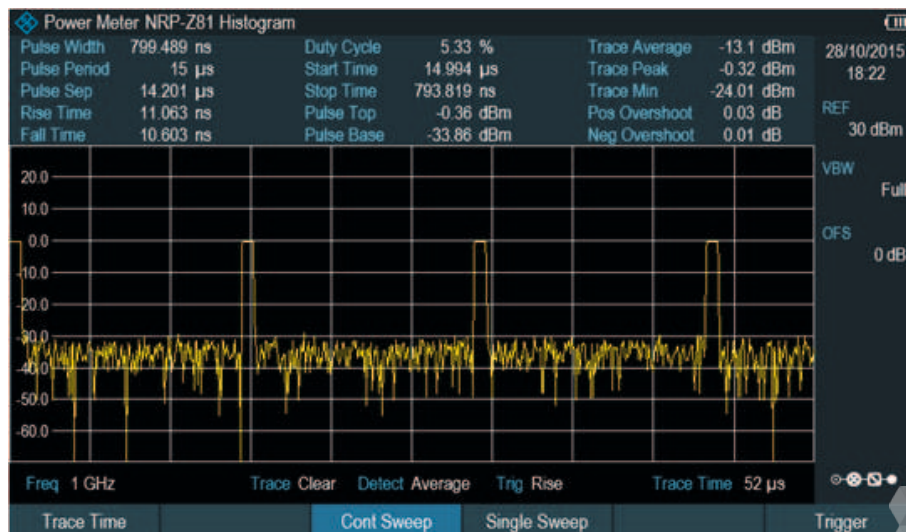 Power Meter NRP-Z81 Histogram
Pulse Width 799.489 ns Duty Cycle 5.33 % Trace Average -13.1 dBm
Pulse Period 15 µs Start Time 14.994 µs Trace Peak -0.32 dBm
Pulse Sep 14.201 µs Stop Time 793.819 ns Trace Min -24.01 dBm
Rise Time 11.063 ns Pulse Top -0.36 dBm Pos Overshoot 0.03 dB
Fall Time 10.603 ns Pulse Base -33.86 dBm Neg Overshoot 0.01 dB
28/10/2015
18:22
REF
30 dBm
VBW
Full
OFS
0 dB
20.0
10.0
0.0
-10.0
-20.0
-30.0
-40.0
-50.0
-60.0
Freq 1 GHz Trace Clear Detect Average Trig Rise Trace Time 52 µs
Trace Time Cont Sweep Single Sweep Trigger